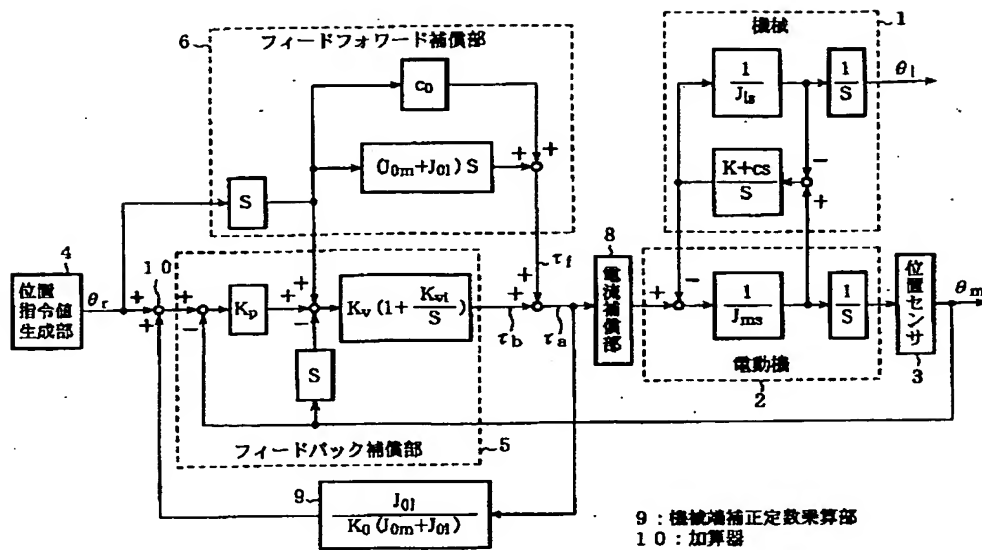 6
フィードフォワード補償部
C0
(J0m+J0l)S
S
+
+
機械
1
1
Jls
1
S
θl
K+cs
S
−
+
4
位置
指令値
生成部
θr
10
+
+
+
−
Kp
+
+
−
Kv(1+
Kvi
S
)
S
τf
+
+
τb
τa
フィードバック補償部
5
8
電流補償部
−
+
1
Jms
1
S
電動機
2
位置センサ
3
θm
9
J0l
K0(J0m+J0l)
9:機械端補正定数乗算部
10:加算器